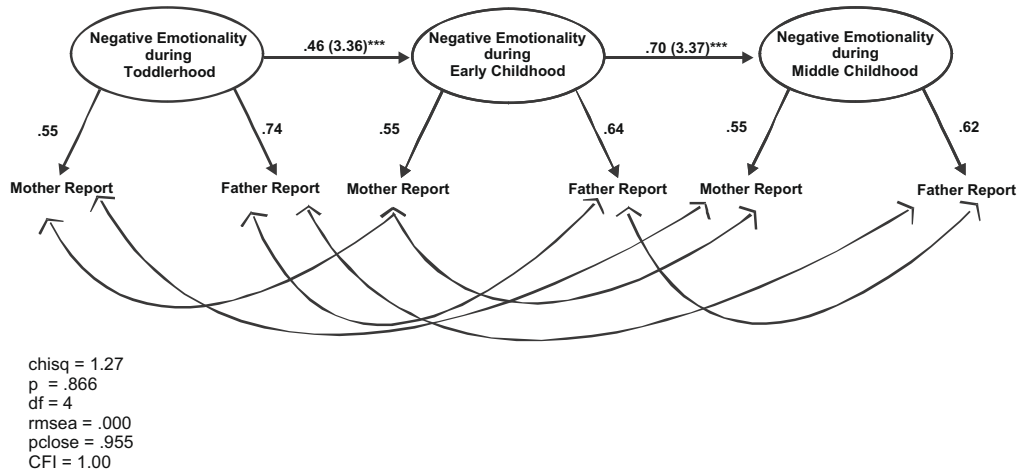 Negative Emotionality
during
Toddlerhood
.46 (3.36)***
Negative Emotionality
during
Early Childhood
.70 (3.37)***
Negative Emotionality
during
Middle Childhood
.55
.74
.55
.64
.55
.62
Mother Report
Father Report
Mother Report
Father Report
Mother Report
Father Report
chisq = 1.27
p = .866
df = 4
rmsea = .000
pclose = .955
CFI = 1.00